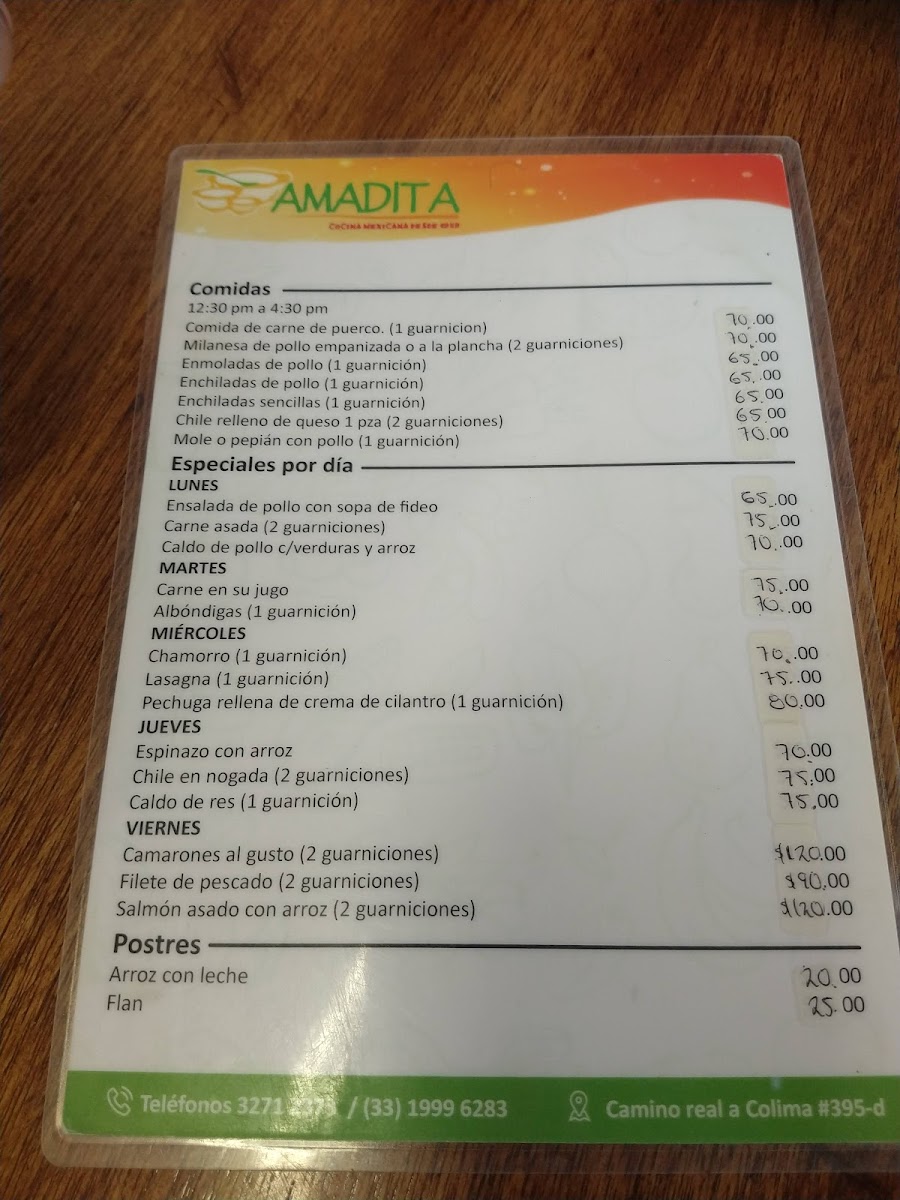 AMADITA
COCINA MEXICANA DESDE
Comidas
12:30 pm a 4:30 pm
Comida de carne de puerco. (1 guarnicion) 70.00
Milanesa de pollo empanizada o a la plancha (2 guarniciones) 70.00
Enmoladas de pollo (1 guarnición) 65.00
Enchiladas de pollo (1 guarnición) 65.00
Enchiladas sencillas (1 guarnición) 65.00
Chile relleno de queso 1 pza (2 guarniciones) 65.00
Mole o pepián con pollo (1 guarnición) 70.00
Especiales por día
LUNES
Ensalada de pollo con sopa de fideo 65.00
Carne asada (2 guarniciones) 75.00
Caldo de pollo c/verduras y arroz 70.00
MARTES
Carne en su jugo 75.00
Albóndigas (1 guarnición) 70.00
MIÉRCOLES
Chamorro (1 guarnición) 70.00
Lasagna (1 guarnición) 75.00
Pechuga rellena de crema de cilantro (1 guarnición) 80.00
JUEVES
Espinazo con arroz 70.00
Chile en nogada (2 guarniciones) 75.00
Caldo de res (1 guarnición) 75.00
VIERNES
Camarones al gusto (2 guarniciones) $120.00
Filete de pescado (2 guarniciones) $90.00
Salmón asado con arroz (2 guarniciones) $120.00
Postres
Arroz con leche 20.00
Flan 25.00
Teléfonos 3271 / (33) 1999 6283 Camino real a Colima #395-d